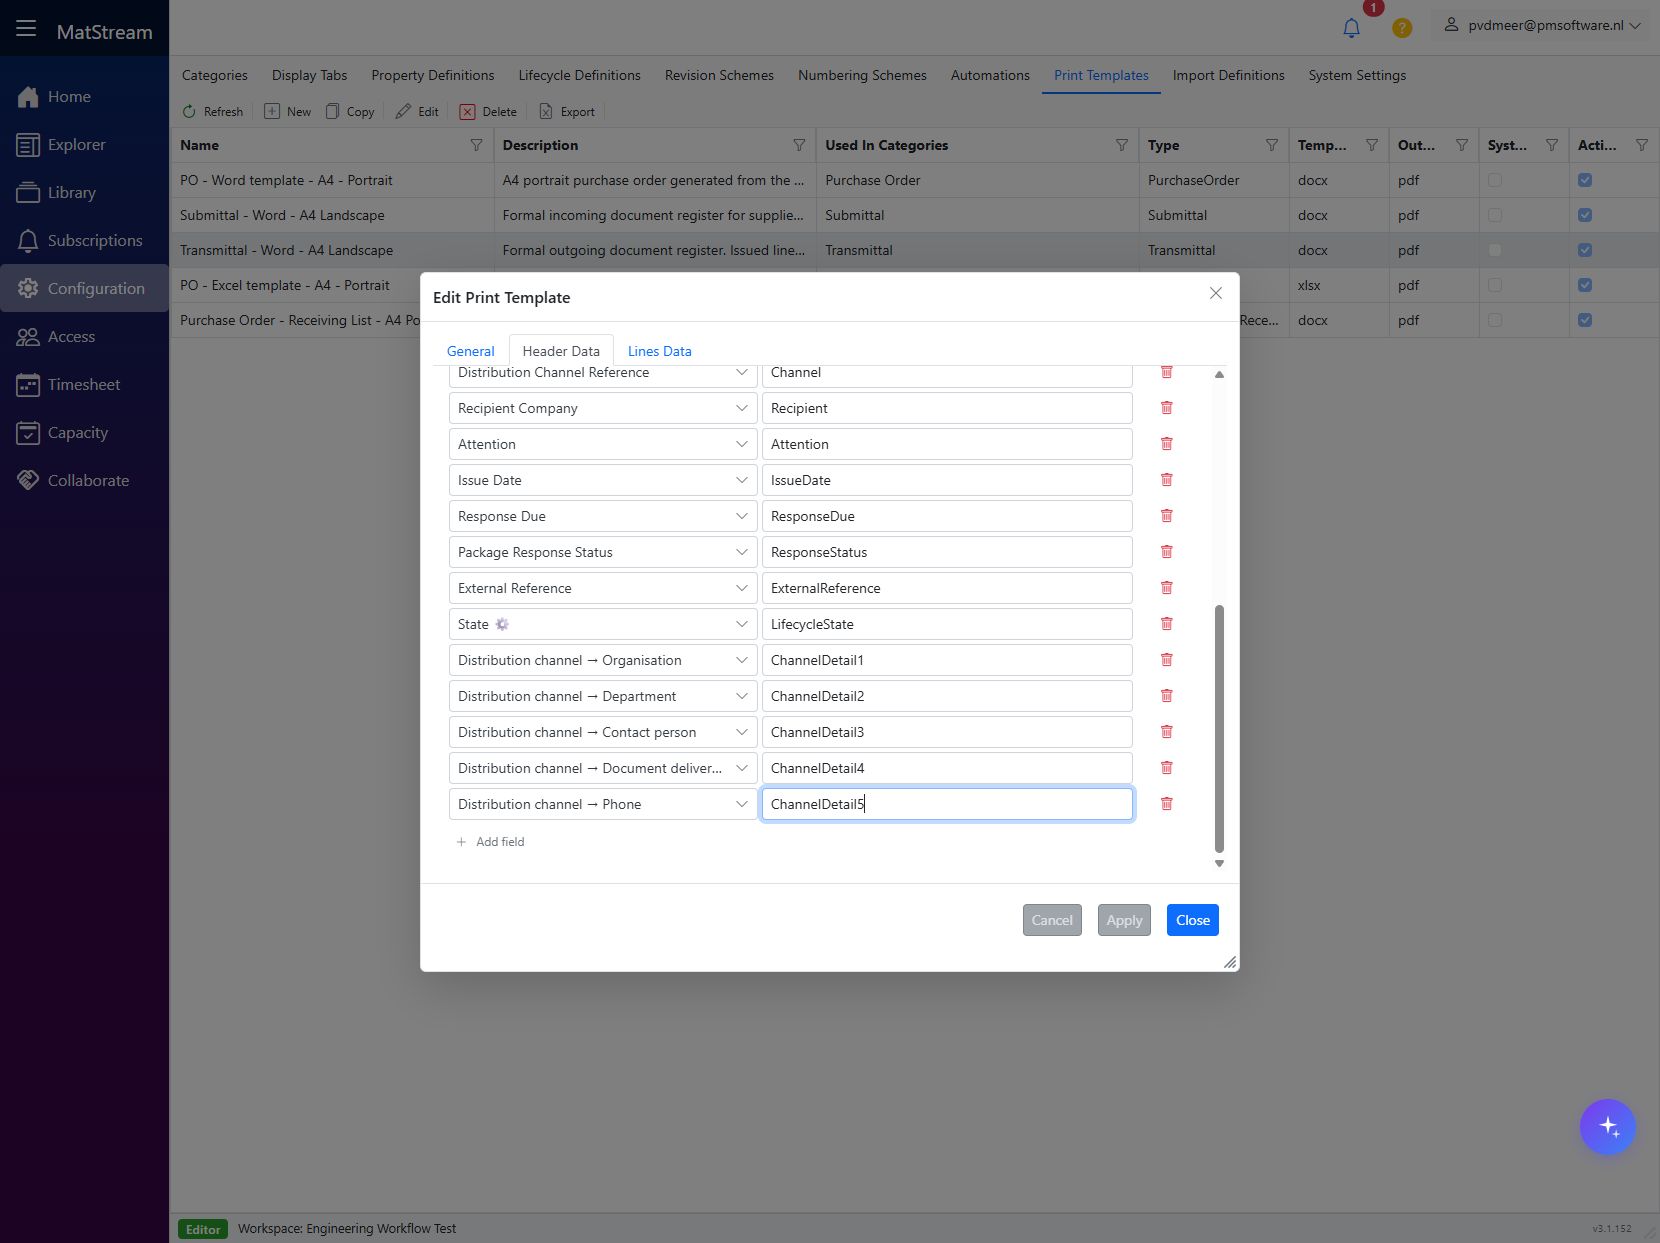 MatStream
1
?
pvdmeer@pmsoftware.nl
Home
Explorer
Library
Subscriptions
Configuration
Access
Timesheet
Capacity
Collaborate
Categories Display Tabs Property Definitions Lifecycle Definitions Revision Schemes Numbering Schemes Automations Print Templates Import Definitions System Settings
Refresh New Copy Edit Delete Export
Name Description Used In Categories Type Temp... Out... Syst... Acti...
PO - Word template - A4 - Portrait A4 portrait purchase order generated from the ... Purchase Order PurchaseOrder docx pdf
Submittal - Word - A4 Landscape Formal incoming document register for supplie... Submittal Submittal docx pdf
Transmittal - Word - A4 Landscape Formal outgoing document register. Issued line... Transmittal Transmittal docx pdf
PO - Excel template - A4 - Portrait xlsx pdf
Purchase Order - Receiving List - A4 Po Rece... docx pdf
Edit Print Template
General Header Data Lines Data
Distribution Channel Reference Channel
Recipient Company Recipient
Attention Attention
Issue Date IssueDate
Response Due ResponseDue
Package Response Status ResponseStatus
External Reference ExternalReference
State LifecycleState
Distribution channel → Organisation ChannelDetail1
Distribution channel → Department ChannelDetail2
Distribution channel → Contact person ChannelDetail3
Distribution channel → Document deliver... ChannelDetail4
Distribution channel → Phone ChannelDetail5
+ Add field
Cancel Apply Close
Editor Workspace: Engineering Workflow Test v3.1.152